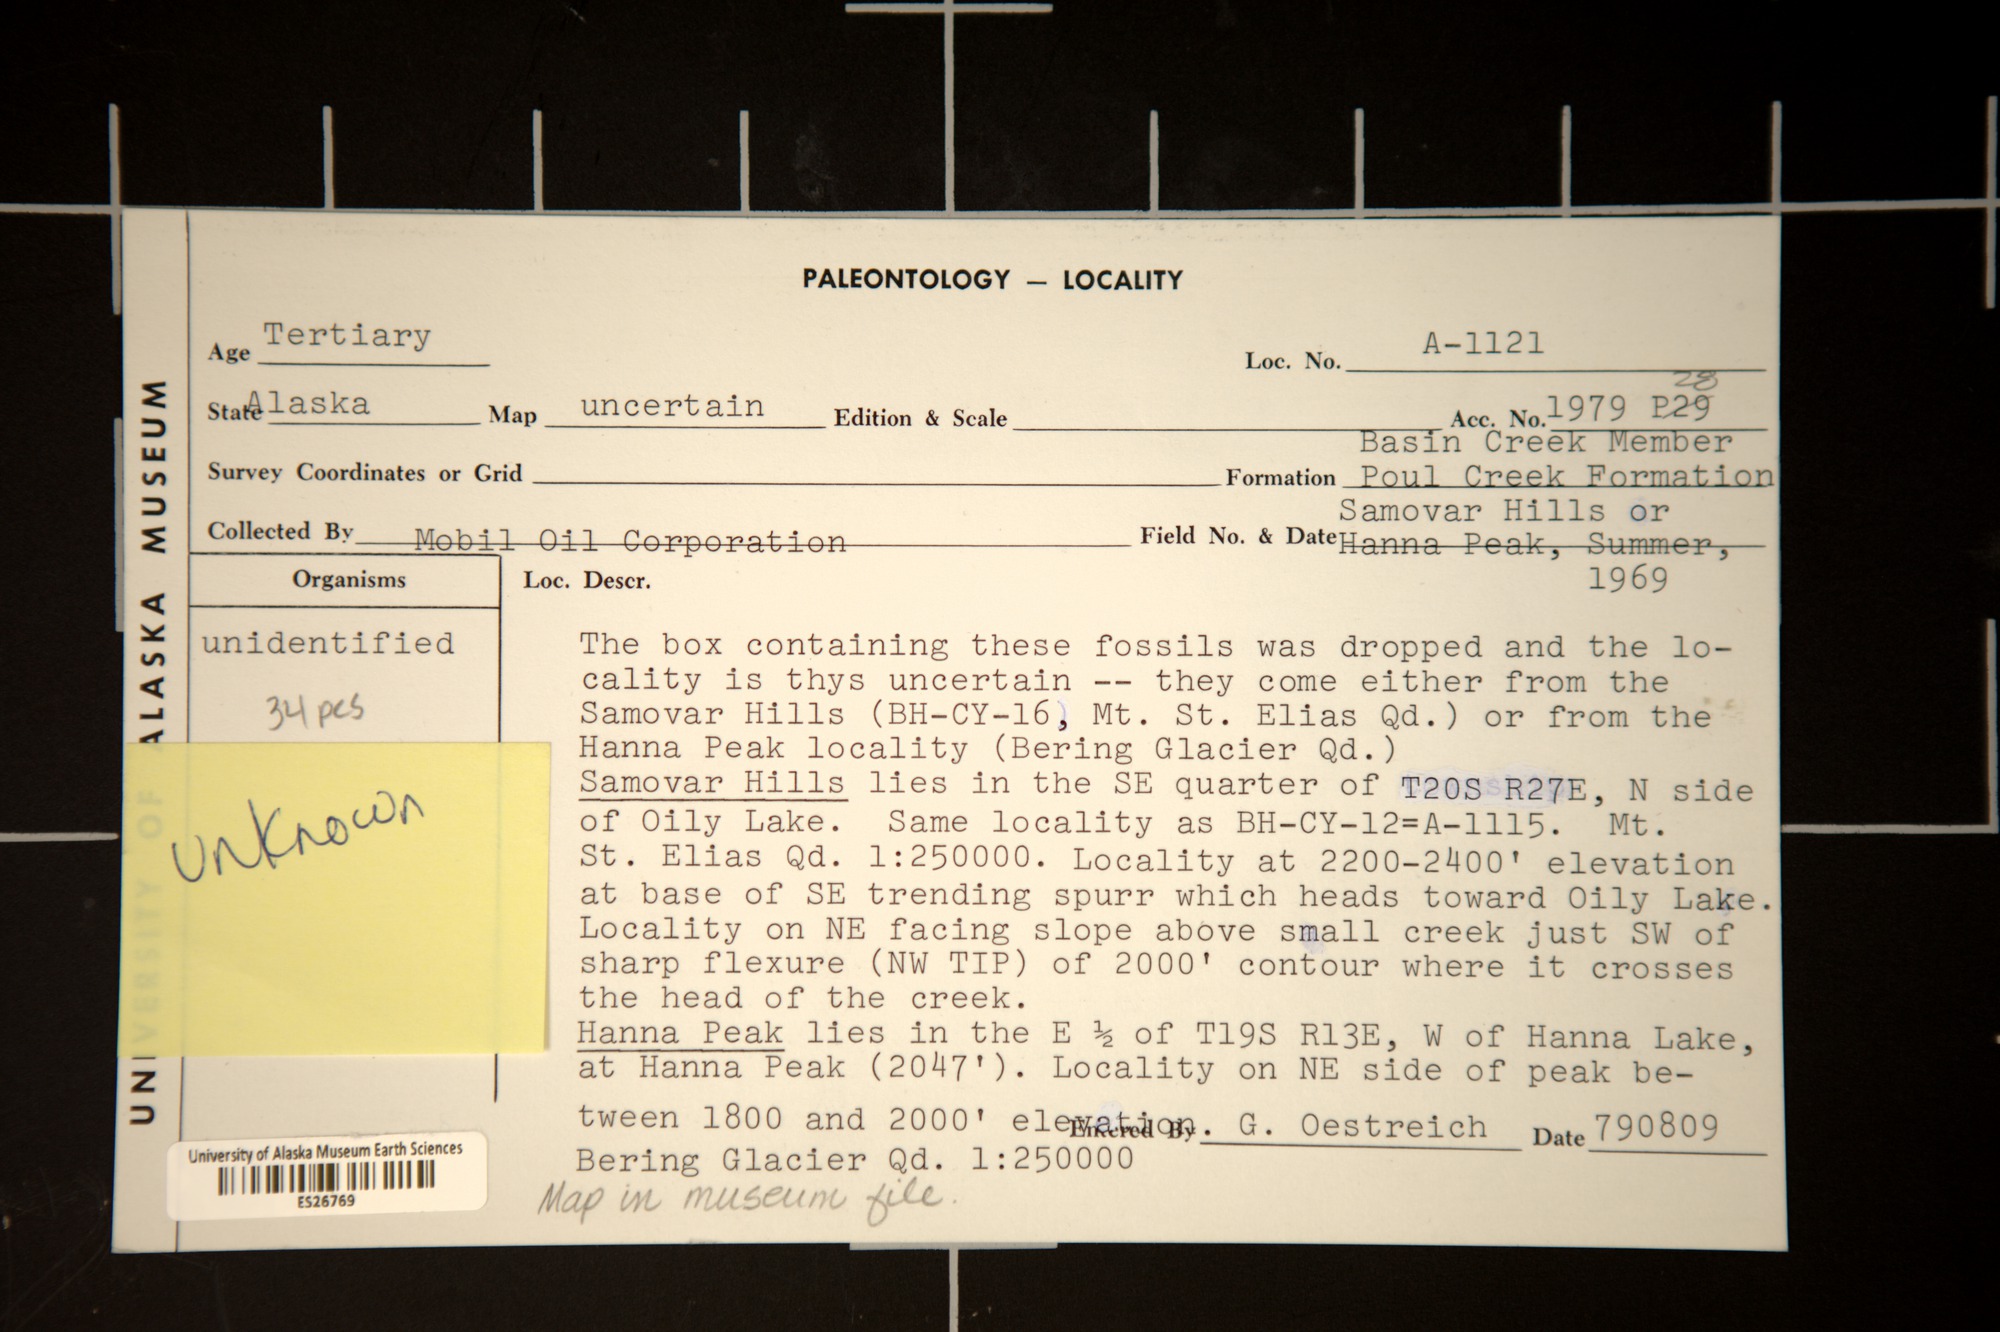 PALEONTOLOGY — LOCALITY
Age Tertiary
Loc. No. A-1121
State Alaska Map uncertain Edition & Scale Acc. No. 1979 P29
28
Survey Coordinates or Grid
Formation Basin Creek Member
Poul Creek Formation
Collected By Mobil Oil Corporation
Field No. & Date Samovar Hills or
Hanna Peak, Summer,
1969
Organisms
unidentified
34 pcs
unknown
Loc. Descr.
The box containing these fossils was dropped and the lo-
cality is thys uncertain -- they come either from the
Samovar Hills (BH-CY-16, Mt. St. Elias Qd.) or from the
Hanna Peak locality (Bering Glacier Qd.)
Samovar Hills lies in the SE quarter of T20S R27E, N side
of Oily Lake. Same locality as BH-CY-12=A-1115. Mt.
St. Elias Qd. 1:250000. Locality at 2200-2400' elevation
at base of SE trending spurr which heads toward Oily Lake.
Locality on NE facing slope above small creek just SW of
sharp flexure (NW TIP) of 2000' contour where it crosses
the head of the creek.
Hanna Peak lies in the E ½ of T19S R13E, W of Hanna Lake,
at Hanna Peak (2047'). Locality on NE side of peak be-
tween 1800 and 2000' elevation.
Bering Glacier Qd. 1:250000
Entered By G. Oestreich Date 790809
Map in museum file.
UNIVERSITY OF ALASKA MUSEUM
University of Alaska Museum Earth Sciences
ES26769